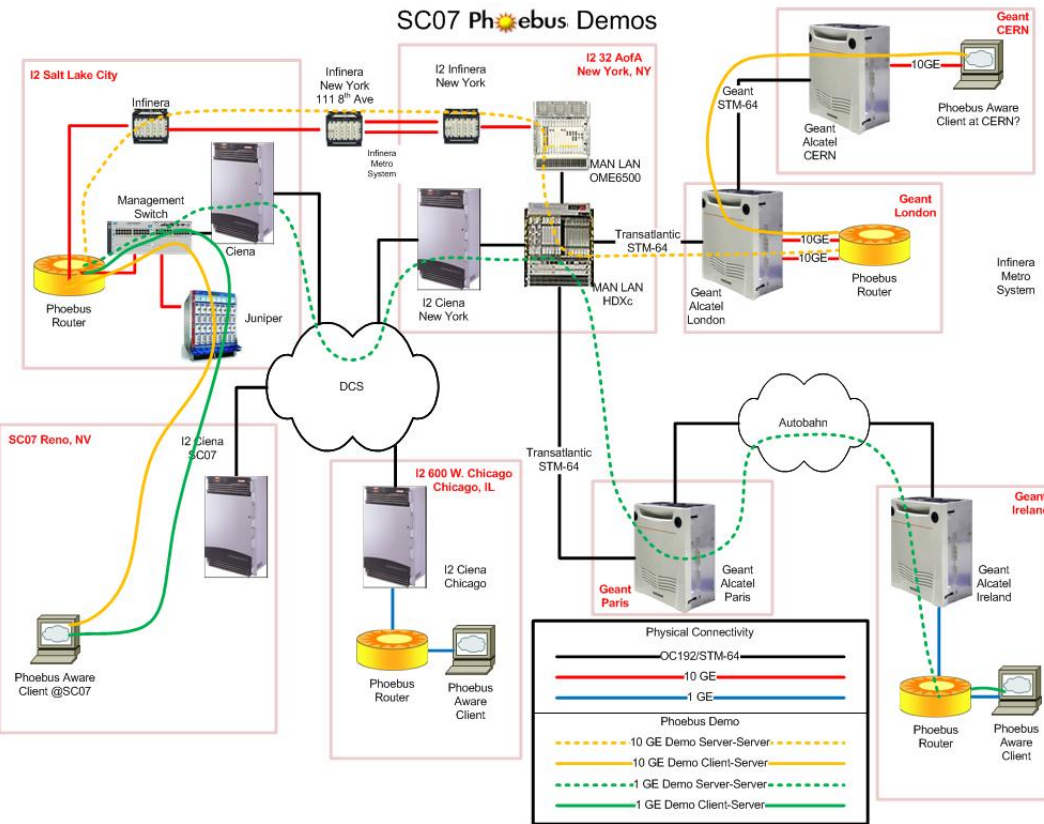 SC07 Phoebus Demos
I2 Salt Lake City
Infinera
Infinera
New York
111 8th Ave
I2 Infinera
New York
I2 32 AofA
New York, NY
Infinera
Metro
System
MAN LAN
OME6500
Management
Switch
Ciena
Phoebus
Router
Juniper
I2 Ciena
New York
MAN LAN
HDXc
Transatlantic
STM-64
Geant
CERN
10GE
Phoebus Aware
Client at CERN?
Geant
STM-64
Geant
Alcatel
CERN
Geant
London
10GE
10GE
Phoebus
Router
Geant
Alcatel
London
Infinera
Metro
System
DCS
SC07 Reno, NV
I2 Ciena
SC07
Phoebus Aware
Client @SC07
I2 600 W. Chicago
Chicago, IL
I2 Ciena
Chicago
Phoebus
Router
Phoebus
Aware
Client
Transatlantic
STM-64
Autobahn
Geant
Paris
Geant
Alcatel
Paris
Geant
Ireland
Geant
Alcatel
Ireland
Phoebus
Router
Phoebus
Aware
Client
Physical Connectivity
OC192/STM-64
10 GE
1 GE
Phoebus Demo
10 GE Demo Server-Server
10 GE Demo Client-Server
1 GE Demo Server-Server
1 GE Demo Client-Server